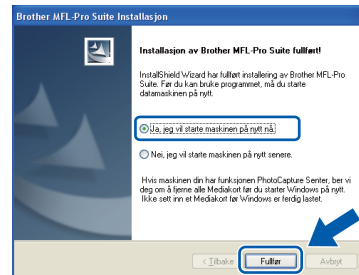 Brother MFL-Pro Suite Installasjon
Installasjon av Brother MFL-Pro Suite fullført!
InstallShield Wizard har fullført installering av Brother MFL-Pro
Suite. Før du kan bruke programmet, må du starte
datamaskinen på nytt.
Ja, jeg vil starte maskinen på nytt nå.
Nei, jeg vil starte maskinen på nytt senere.
Hvis maskinen din har funksjonen PhotoCapture Senter, ber vi
deg om å fjerne alle Mediakort før du starter Windows på nytt.
Ikke sett inn et Mediakort før Windows er ferdig lastet.
< Tilbake Fullfør Avbryt